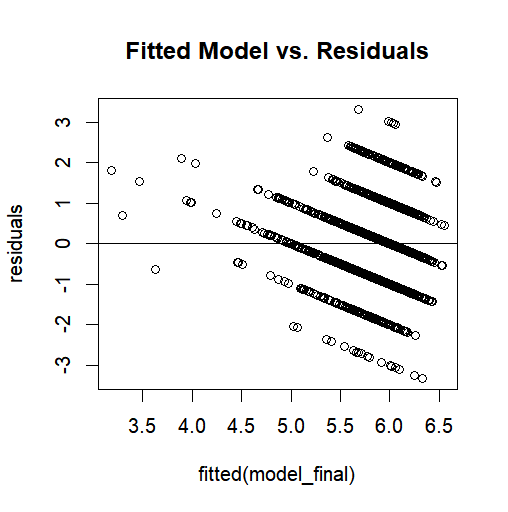 Fitted Model vs. Residuals
residuals
3
2
1
0
-1
-2
-3
3.5 4.0 4.5 5.0 5.5 6.0 6.5
fitted(model_final)